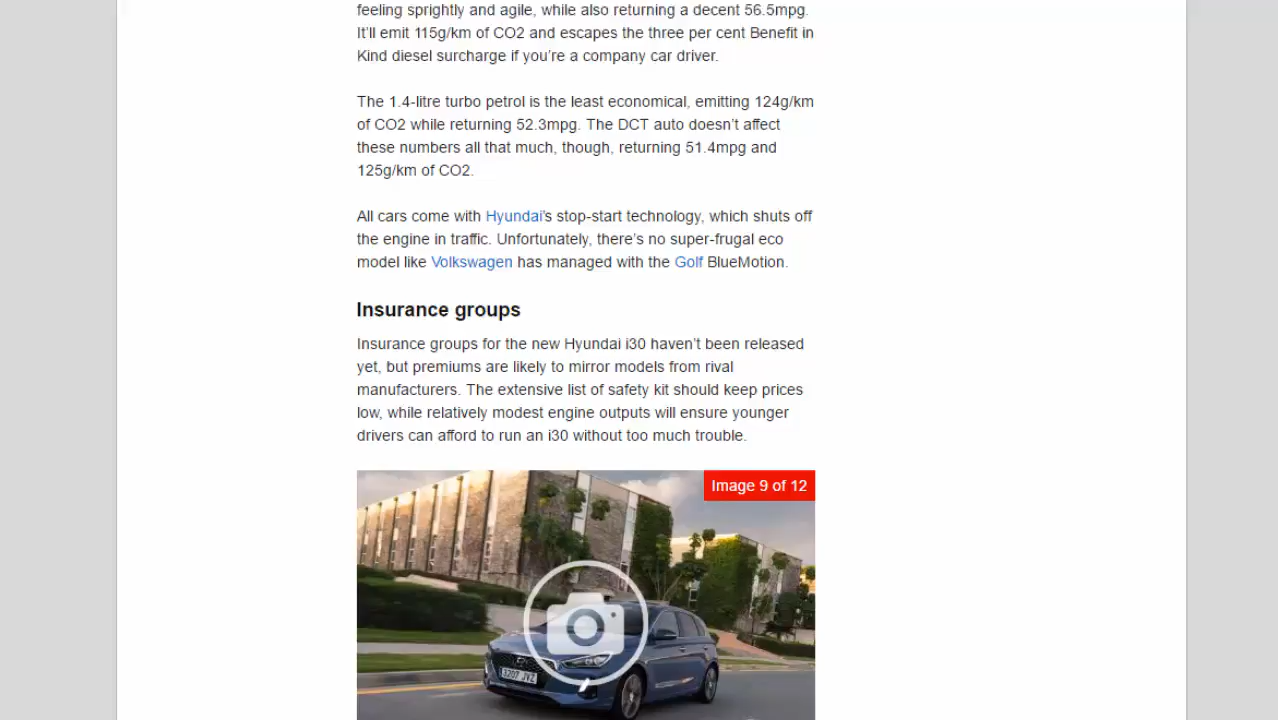 feeling sprightly and agile, while also returning a decent 56.5mpg.
It’ll emit 115g/km of CO2 and escapes the three per cent Benefit in
Kind diesel surcharge if you’re a company car driver.
The 1.4-litre turbo petrol is the least economical, emitting 124g/km
of CO2 while returning 52.3mpg. The DCT auto doesn’t affect
these numbers all that much, though, returning 51.4mpg and
125g/km of CO2.
All cars come with Hyundai’s stop-start technology, which shuts off
the engine in traffic. Unfortunately, there’s no super-frugal eco
model like Volkswagen has managed with the Golf BlueMotion.
Insurance groups
Insurance groups for the new Hyundai i30 haven’t been released
yet, but premiums are likely to mirror models from rival
manufacturers. The extensive list of safety kit should keep prices
low, while relatively modest engine outputs will ensure younger
drivers can afford to run an i30 without too much trouble.
Image 9 of 12
3207 JVZ